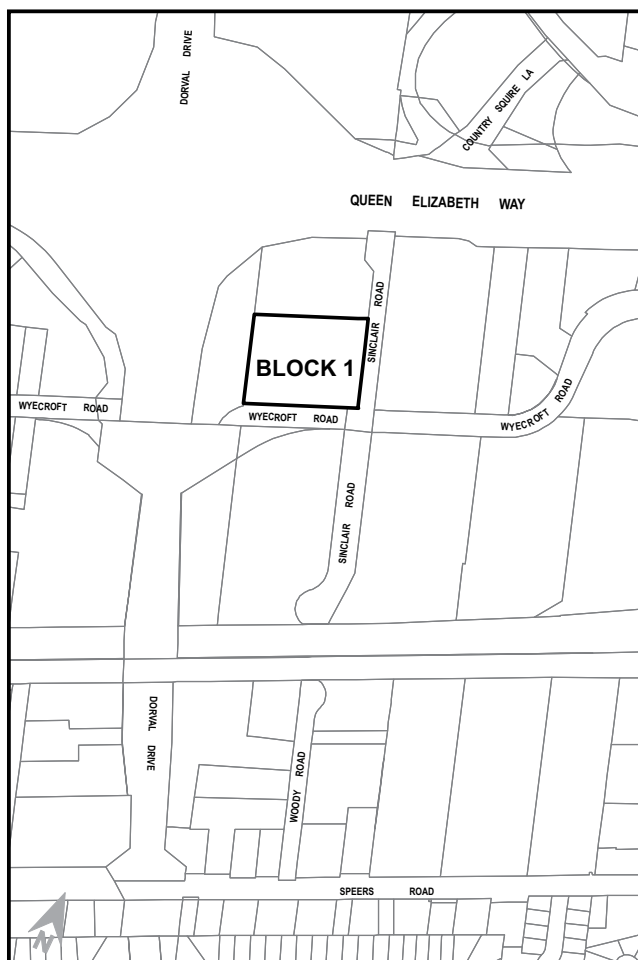 DORVAL DRIVE
COUNTRY SQUIRE LA
QUEEN ELIZABETH WAY
SINCLAIR ROAD
BLOCK 1
WYECROFT ROAD
WYECROFT ROAD
WYECROFT ROAD
SINCLAIR ROAD
DORVAL DRIVE
WOODY ROAD
SPEERS ROAD
N